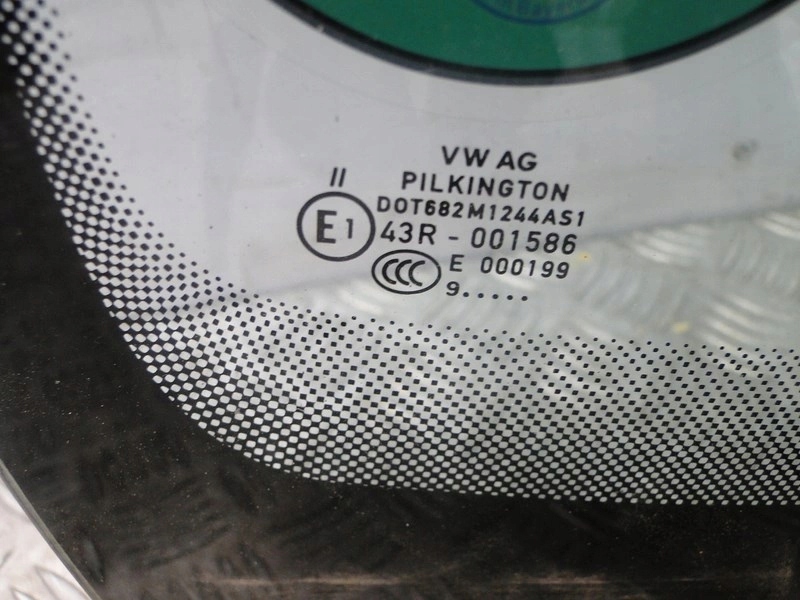 VW AG
II PILKINGTON
DOT682M1244AS1
E1 43R - 001586
CCC E 000199
9.....